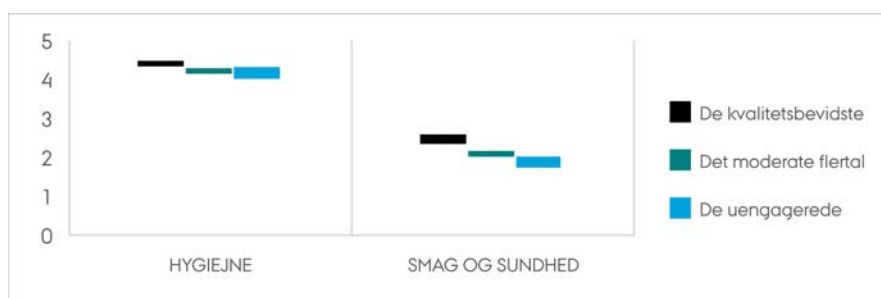 5
4
3
2
1
0
HYGIEJNE
SMAG OG SUNDHED
De kvalitetsbevidste
Det moderate flertal
De uengagerede